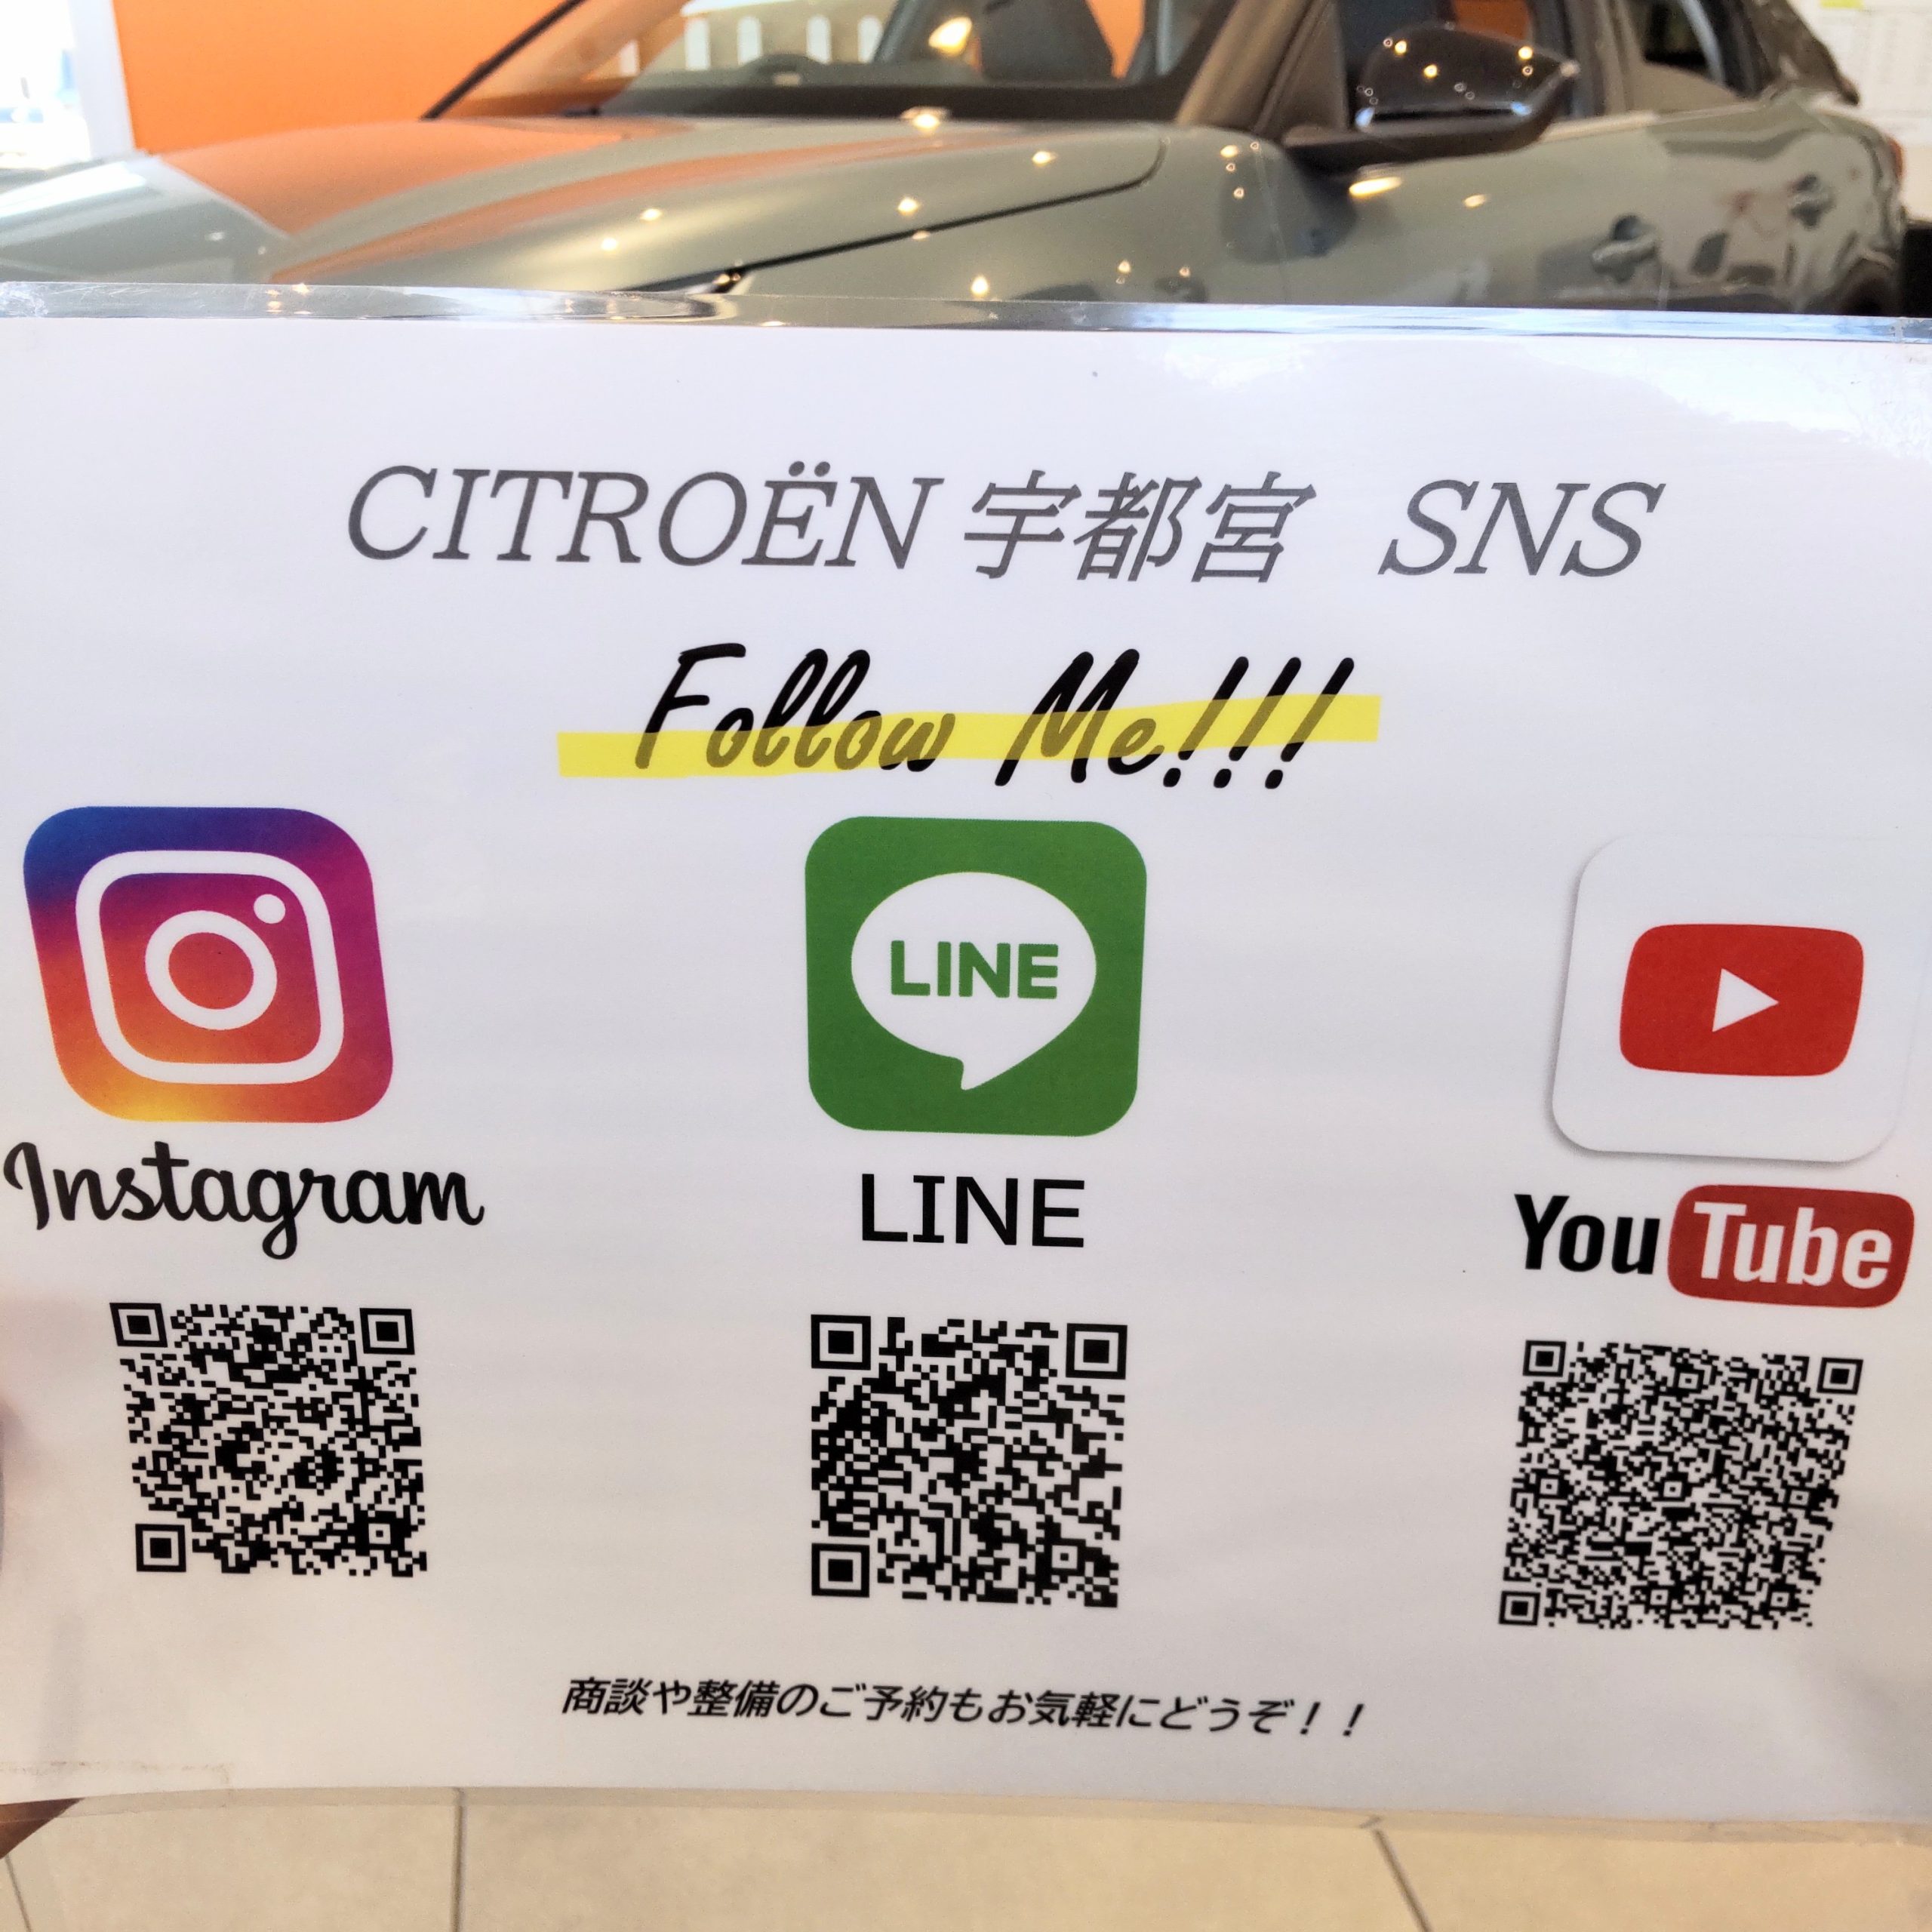 CITROËN 宇都宮 SNS
Follow Me!!!
LINE
Instagram
LINE
YouTube
商談や整備のご予約もお気軽にどうぞ！！